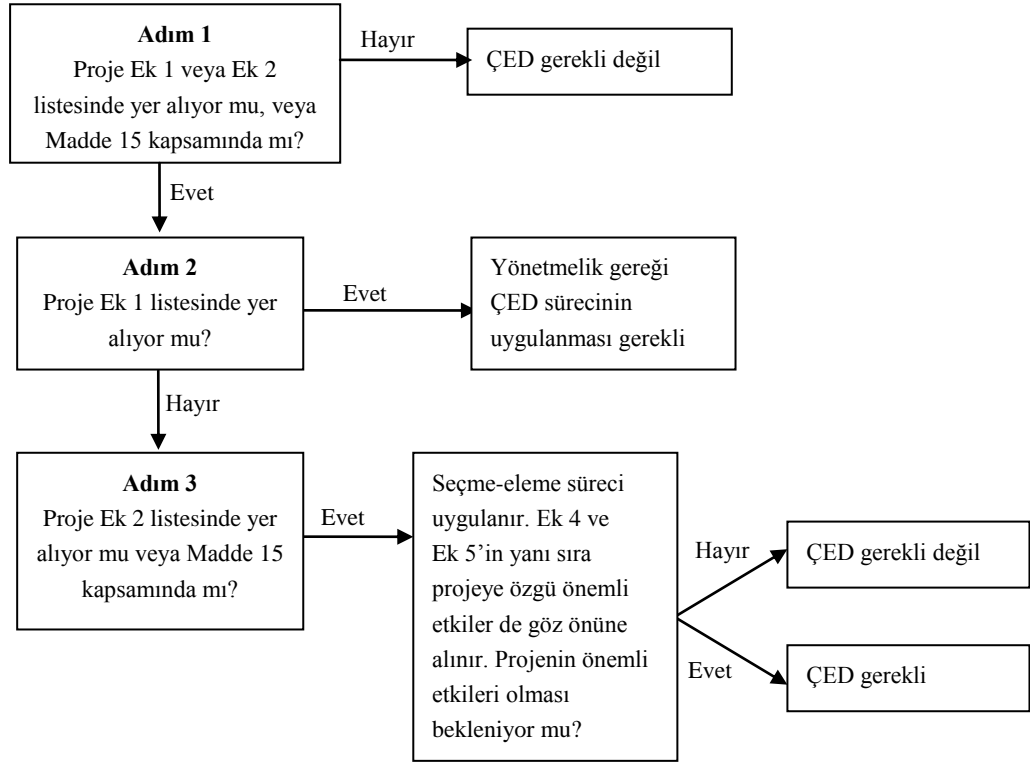 Adım 1
Proje Ek 1 veya Ek 2
listesinde yer alıyor mu, veya
Madde 15 kapsamında mı?
Hayır
ÇED gerekli değil
Evet
Adım 2
Proje Ek 1 listesinde yer
alıyor mu?
Evet
Yönetmelik gereği
ÇED sürecinin
uygulanması gerekli
Hayır
Adım 3
Proje Ek 2 listesinde yer
alıyor mu veya Madde 15
kapsamında mı?
Evet
Seçme-eleme süreci
uygulanır. Ek 4 ve
Ek 5’in yanı sıra
projeye özgü önemli
etkiler de göz önüne
alınır. Projenin önemli
etkileri olması
bekleniyor mu?
Hayır
ÇED gerekli değil
Evet
ÇED gerekli